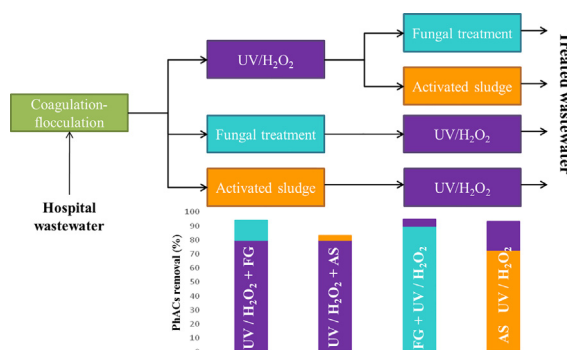 Fungal treatment
UV/H₂O₂
Activated sludge
Coagulation-
flocculation
Fungal treatment
UV/H₂O₂
Activated sludge
UV/H₂O₂
Treated wastewater
Hospital
wastewater
PhACs removal (%)
100
90
80
70
60
50
40
30
20
10
UV / H₂O₂ + FG
UV / H₂O₂ + AS
FG + UV / H₂O₂
AS UV / H₂O₂